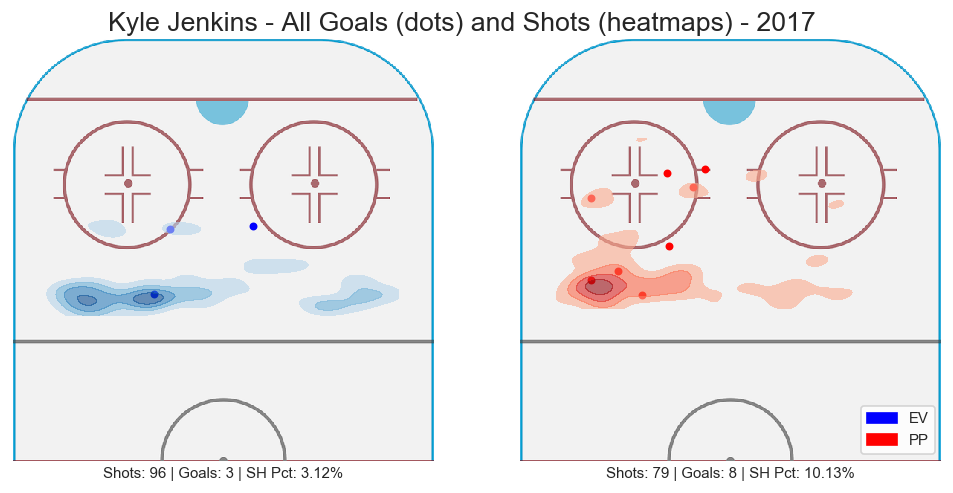 Kyle Jenkins - All Goals (dots) and Shots (heatmaps) - 2017
EV
PP
Shots: 96 | Goals: 3 | SH Pct: 3.12%
Shots: 79 | Goals: 8 | SH Pct: 10.13%